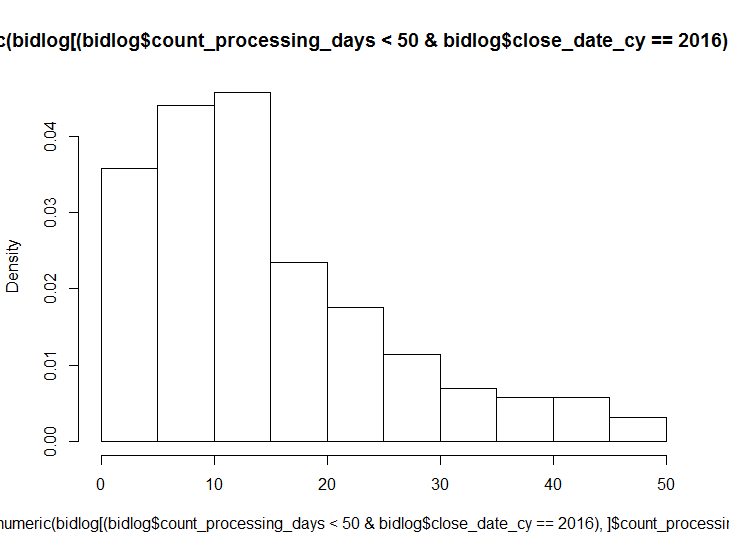 c(bidlog[(bidlog$count_processing_days < 50 & bidlog$close_date_cy == 2016)
0.04
0.03
Density
0.02
0.01
0.00
0 10 20 30 40 50
numeric(bidlog[(bidlog$count_processing_days < 50 & bidlog$close_date_cy == 2016), ]$count_processin